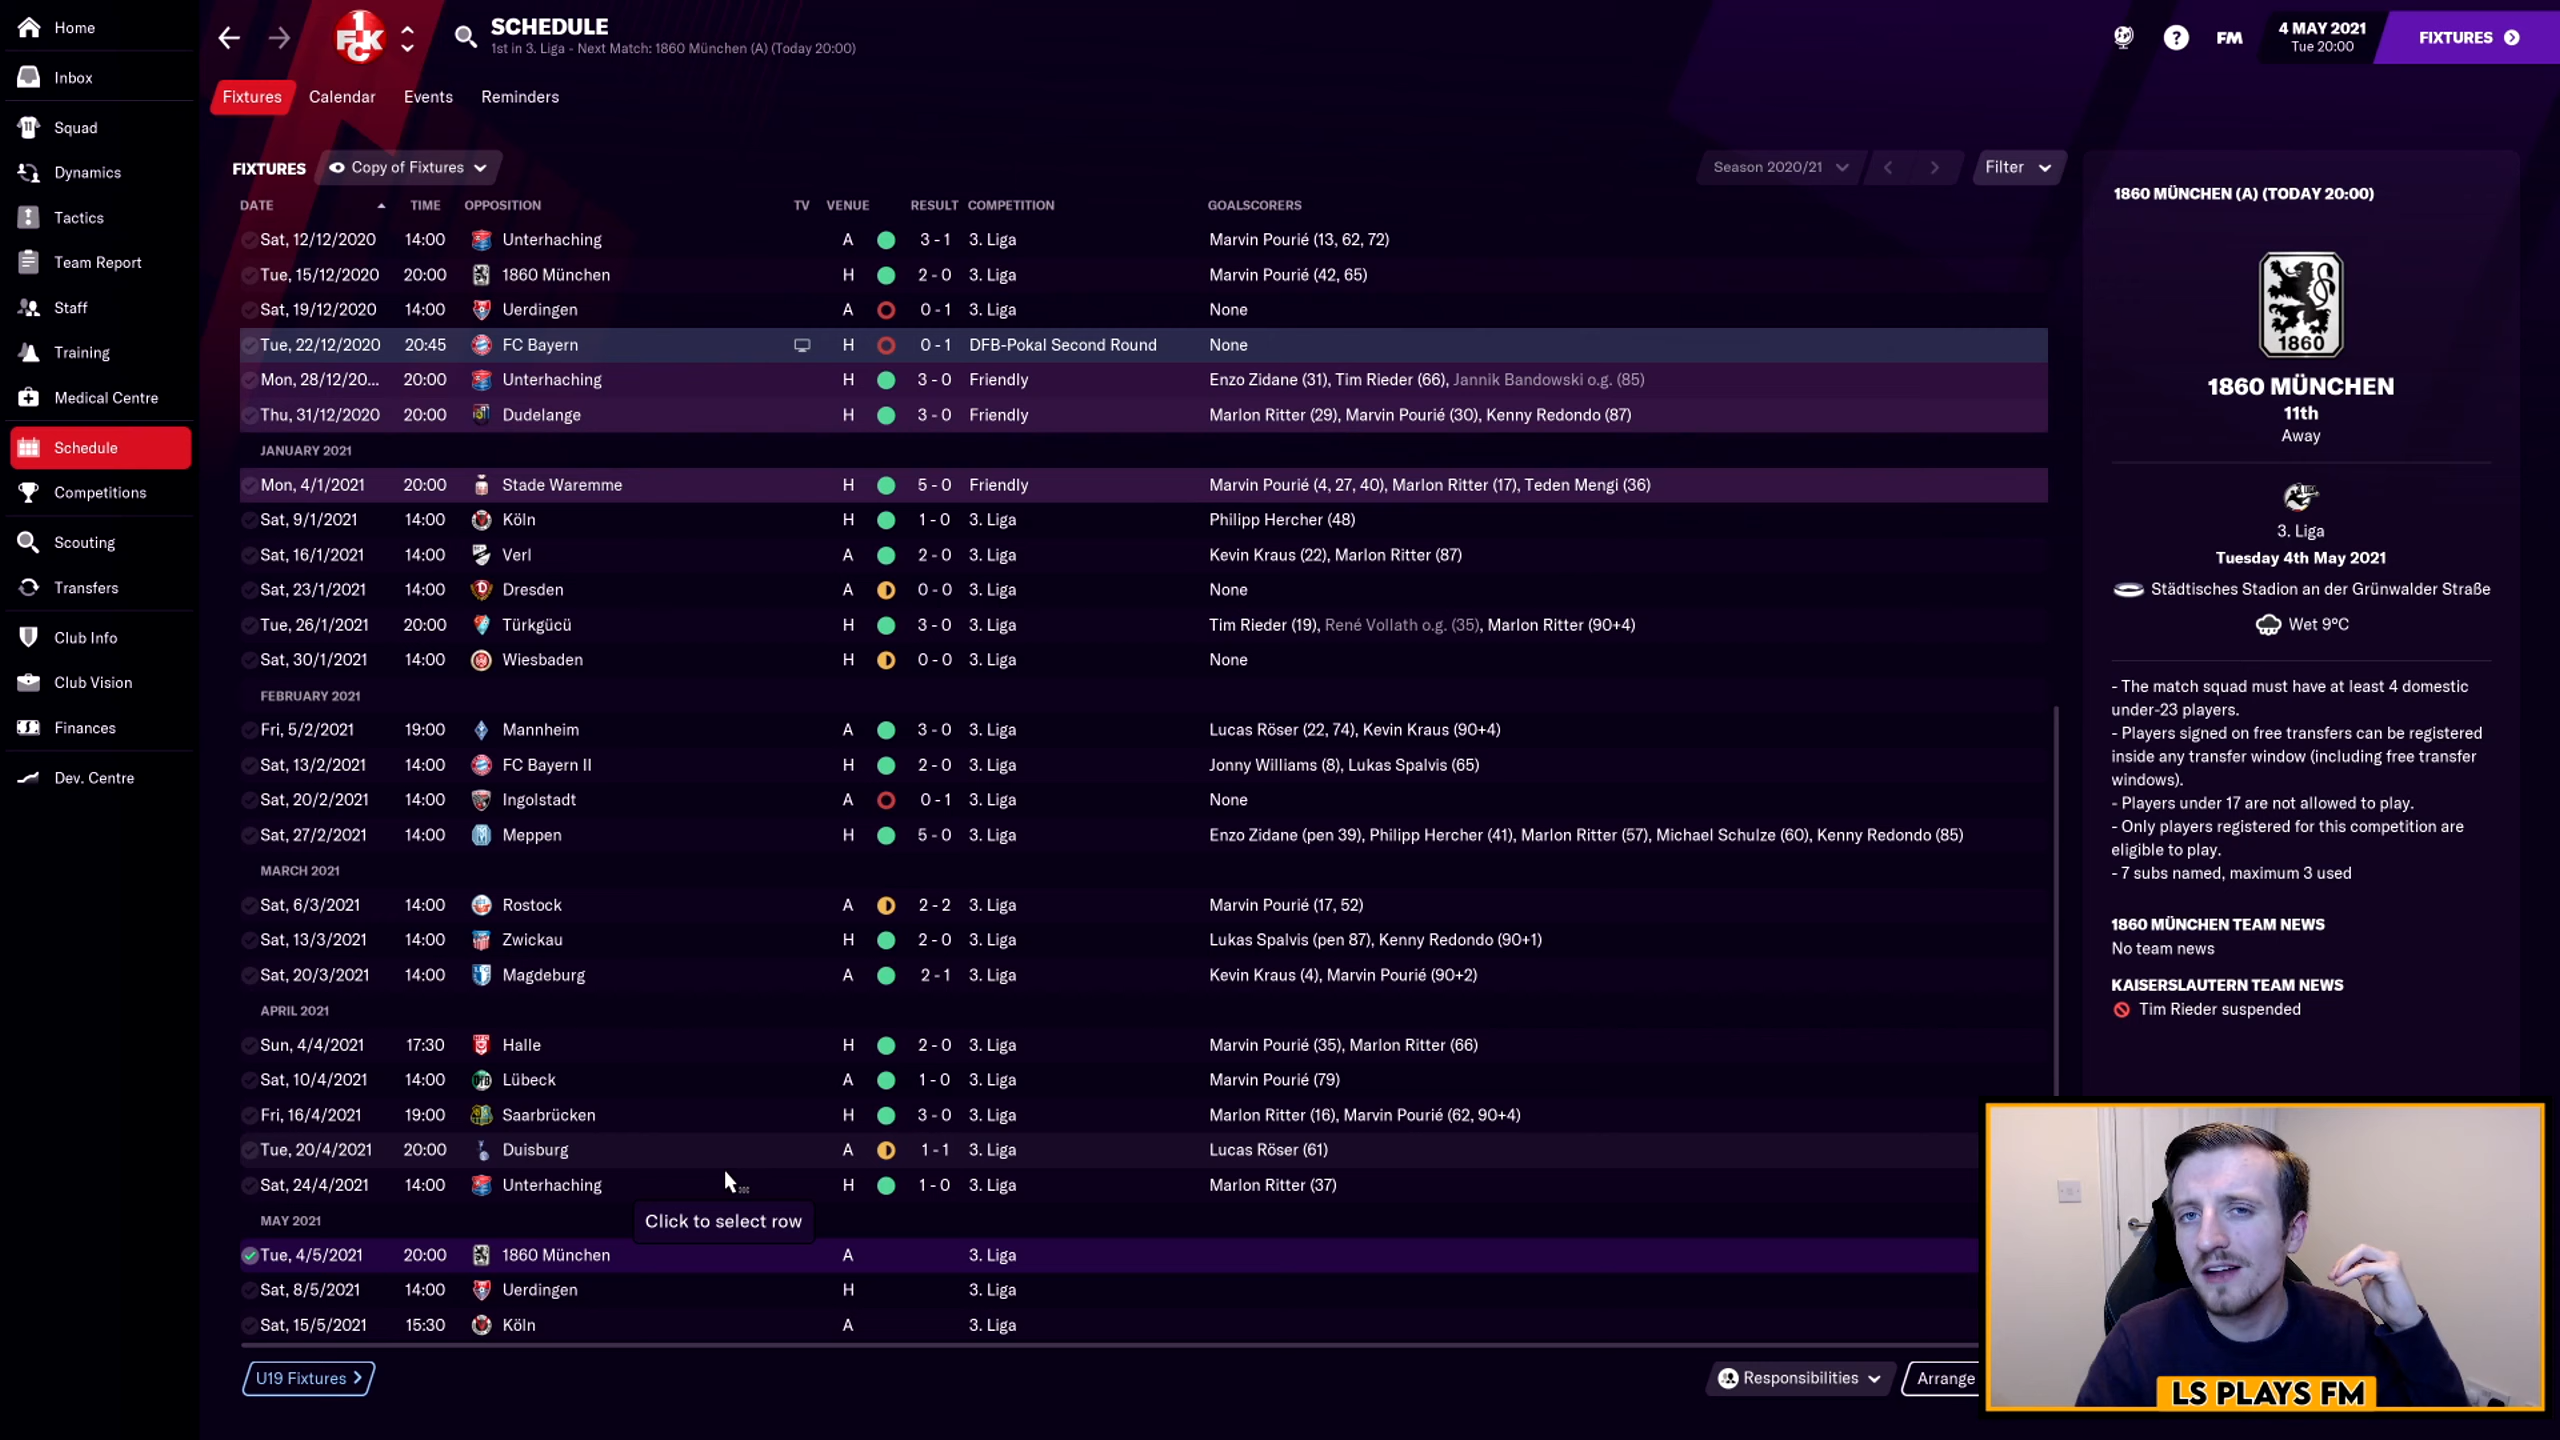 Home
Inbox
Squad
Dynamics
Tactics
Team Report
Staff
Training
Medical Centre
Schedule
Competitions
Scouting
Transfers
Club Info
Club Vision
Finances
Dev. Centre
SCHEDULE
1st in 3. Liga - Next Match: 1860 München (A) (Today 20:00)
FM
4 MAY 2021
Tue 20:00
FIXTURES
Fixtures Calendar Events Reminders
FIXTURES Copy of Fixtures Season 2020/21 Filter
DATE TIME OPPOSITION TV VENUE RESULT COMPETITION GOALSCORERS
Sat, 12/12/2020 14:00 Unterhaching A 3 - 1 3. Liga Marvin Pourié (13, 62, 72)
Tue, 15/12/2020 20:00 1860 München H 2 - 0 3. Liga Marvin Pourié (42, 65)
Sat, 19/12/2020 14:00 Uerdingen A 0 - 1 3. Liga None
Tue, 22/12/2020 20:45 FC Bayern H 0 - 1 DFB-Pokal Second Round None
Mon, 28/12/20... 20:00 Unterhaching H 3 - 0 Friendly Enzo Zidane (31), Tim Rieder (66), Jannik Bandowski o.g. (85)
Thu, 31/12/2020 20:00 Dudelange H 3 - 0 Friendly Marlon Ritter (29), Marvin Pourié (30), Kenny Redondo (87)
JANUARY 2021
Mon, 4/1/2021 20:00 Stade Waremme H 5 - 0 Friendly Marvin Pourié (4, 27, 40), Marlon Ritter (17), Teden Mengi (36)
Sat, 9/1/2021 14:00 Köln H 1 - 0 3. Liga Philipp Hercher (48)
Sat, 16/1/2021 14:00 Verl A 2 - 0 3. Liga Kevin Kraus (22), Marlon Ritter (87)
Sat, 23/1/2021 14:00 Dresden A 0 - 0 3. Liga None
Tue, 26/1/2021 20:00 Türkgücü H 3 - 0 3. Liga Tim Rieder (19), René Vollath o.g. (35), Marlon Ritter (90+4)
Sat, 30/1/2021 14:00 Wiesbaden H 0 - 0 3. Liga None
FEBRUARY 2021
Fri, 5/2/2021 19:00 Mannheim A 3 - 0 3. Liga Lucas Röser (22, 74), Kevin Kraus (90+4)
Sat, 13/2/2021 14:00 FC Bayern II H 2 - 0 3. Liga Jonny Williams (8), Lukas Spalvis (65)
Sat, 20/2/2021 14:00 Ingolstadt A 0 - 1 3. Liga None
Sat, 27/2/2021 14:00 Meppen H 5 - 0 3. Liga Enzo Zidane (pen 39), Philipp Hercher (41), Marlon Ritter (57), Michael Schulze (60), Kenny Redondo (85)
MARCH 2021
Sat, 6/3/2021 14:00 Rostock A 2 - 2 3. Liga Marvin Pourié (17, 52)
Sat, 13/3/2021 14:00 Zwickau H 2 - 0 3. Liga Lukas Spalvis (pen 87), Kenny Redondo (90+1)
Sat, 20/3/2021 14:00 Magdeburg A 2 - 1 3. Liga Kevin Kraus (4), Marvin Pourié (90+2)
APRIL 2021
Sun, 4/4/2021 17:30 Halle H 2 - 0 3. Liga Marvin Pourié (35), Marlon Ritter (66)
Sat, 10/4/2021 14:00 Lübeck A 1 - 0 3. Liga Marvin Pourié (79)
Fri, 16/4/2021 19:00 Saarbrücken H 3 - 0 3. Liga Marlon Ritter (16), Marvin Pourié (62, 90+4)
Tue, 20/4/2021 20:00 Duisburg A 1 - 1 3. Liga Lucas Röser (61)
Sat, 24/4/2021 14:00 Unterhaching H 1 - 0 3. Liga Marlon Ritter (37)
Click to select row
MAY 2021
Tue, 4/5/2021 20:00 1860 München A 3. Liga
Sat, 8/5/2021 14:00 Uerdingen H 3. Liga
Sat, 15/5/2021 15:30 Köln A 3. Liga
U19 Fixtures
Responsibilities
Arrange
1860 MÜNCHEN (A) (TODAY 20:00)
1860
1860 MÜNCHEN
11th
Away
3. Liga
Tuesday 4th May 2021
Städtisches Stadion an der Grünwalder Straße
Wet 9°C
- The match squad must have at least 4 domestic
under-23 players.
- Players signed on free transfers can be registered
inside any transfer window (including free transfer
windows).
- Players under 17 are not allowed to play.
- Only players registered for this competition are
eligible to play.
- 7 subs named, maximum 3 used
1860 MÜNCHEN TEAM NEWS
No team news
KAISERSLAUTERN TEAM NEWS
Tim Rieder suspended
LS PLAYS FM